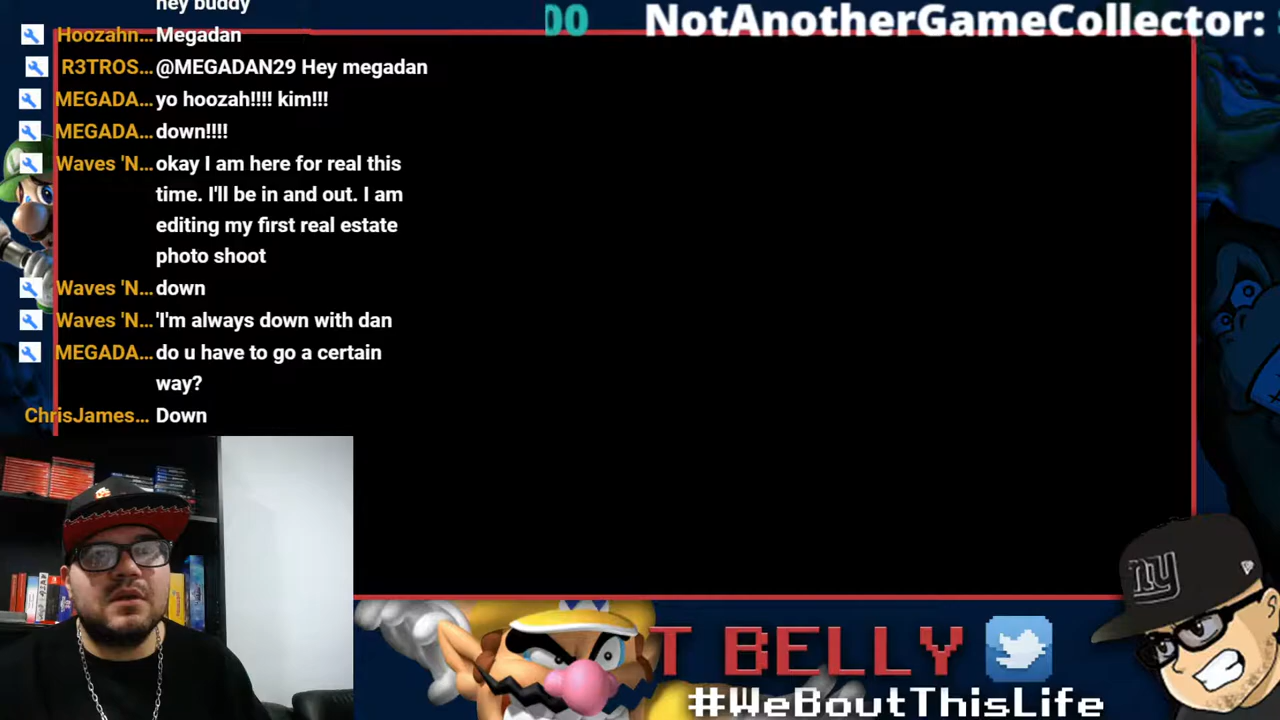 hey buddy
00 NotAnotherGameCollector:
Hoozahn... Megadan
R3TROS... @MEGADAN29 Hey megadan
MEGADA... yo hoozah!!!! kim!!!
MEGADA... down!!!!
Waves 'N... okay I am here for real this
time. I'll be in and out. I am
editing my first real estate
photo shoot
Waves 'N... down
Waves 'N... 'I'm always down with dan
MEGADA... do u have to go a certain
way?
ChrisJames... Down
NY
T BELLY
#WeBoutThisLife